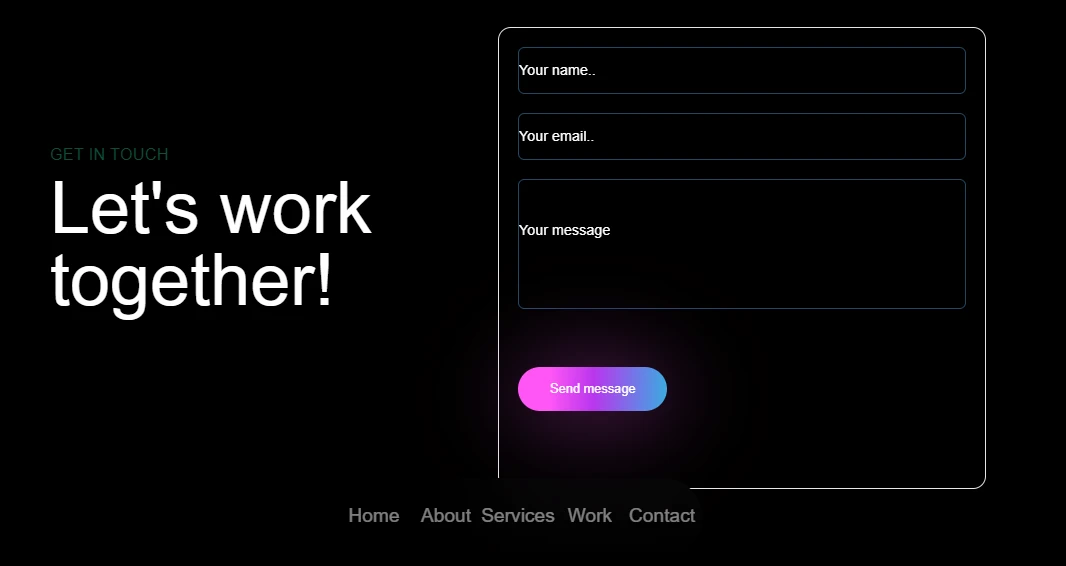 GET IN TOUCH
Let's work
together!
Your name..
Your email..
Your message
Send message
Home About Services Work Contact